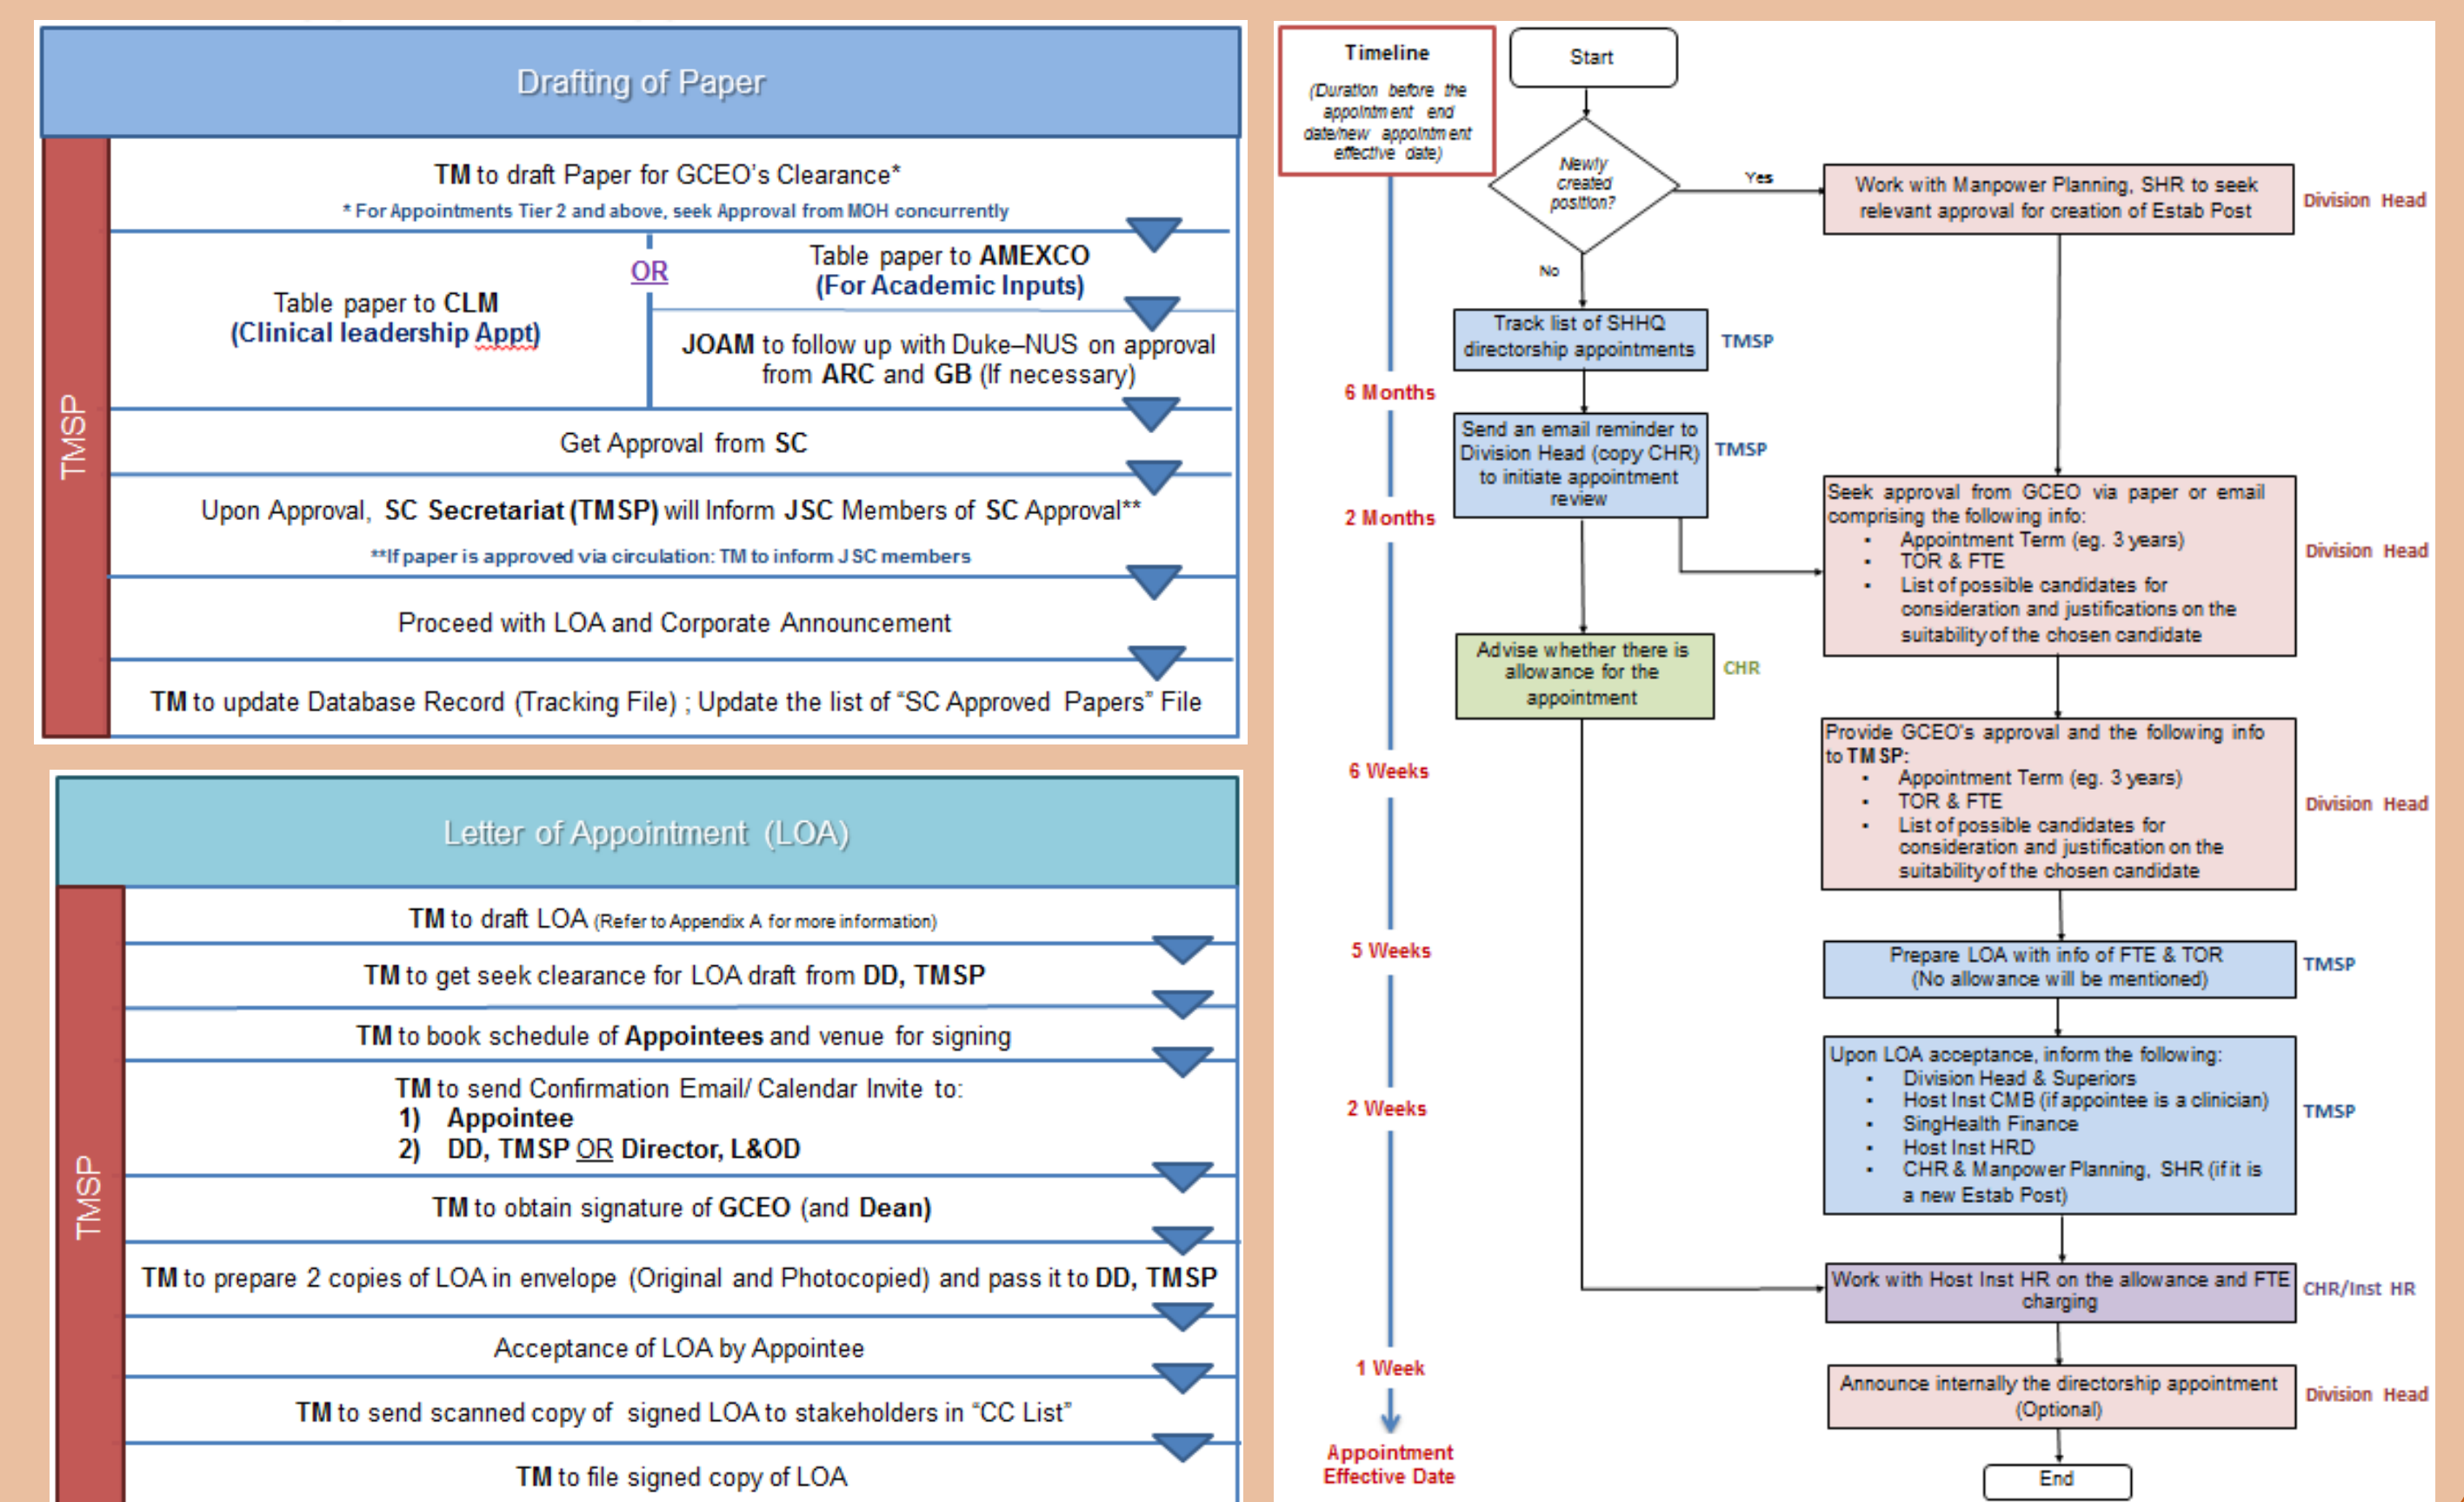 Drafting of Paper
TMSP
TM to draft Paper for GCEO's Clearance*
* For Appointments Tier 2 and above, seek Approval from MOH concurrently
Table paper to CLM
(Clinical leadership Appt)
OR
Table paper to AMEXCO
(For Academic Inputs)
JOAM to follow up with Duke–NUS on approval
from ARC and GB (If necessary)
Get Approval from SC
Upon Approval, SC Secretariat (TMSP) will Inform JSC Members of SC Approval**
**If paper is approved via circulation: TM to inform JSC members
Proceed with LOA and Corporate Announcement
TM to update Database Record (Tracking File) ; Update the list of “SC Approved Papers” File
Letter of Appointment (LOA)
TMSP
TM to draft LOA (Refer to Appendix A for more information)
TM to get seek clearance for LOA draft from DD, TMSP
TM to book schedule of Appointees and venue for signing
TM to send Confirmation Email/ Calendar Invite to:
1) Appointee
2) DD, TMSP OR Director, L&OD
TM to obtain signature of GCEO (and Dean)
TM to prepare 2 copies of LOA in envelope (Original and Photocopied) and pass it to DD, TMSP
Acceptance of LOA by Appointee
TM to send scanned copy of signed LOA to stakeholders in “CC List”
TM to file signed copy of LOA
Timeline
(Duration before the
appointment end
date/new appointment
effective date)
6 Months
2 Months
6 Weeks
5 Weeks
2 Weeks
1 Week
Appointment
Effective Date
Start
Newly
created
position?
Yes
No
Work with Manpower Planning, SHR to seek
relevant approval for creation of Estab Post
Division Head
Track list of SHHQ
directorship appointments
TMSP
Send an email reminder to
Division Head (copy CHR)
to initiate appointment
review
TMSP
Seek approval from GCEO via paper or email
comprising the following info:
▪ Appointment Term (eg. 3 years)
▪ TOR & FTE
▪ List of possible candidates for
consideration and justifications on the
suitability of the chosen candidate
Division Head
Advise whether there is
allowance for the
appointment
CHR
Provide GCEO's approval and the following info
to TMSP:
▪ Appointment Term (eg. 3 years)
▪ TOR & FTE
▪ List of possible candidates for
consideration and justification on the
suitability of the chosen candidate
Division Head
Prepare LOA with info of FTE & TOR
(No allowance will be mentioned)
TMSP
Upon LOA acceptance, inform the following:
▪ Division Head & Superiors
▪ Host Inst CMB (if appointee is a clinician)
▪ SingHealth Finance
▪ Host Inst HRD
▪ CHR & Manpower Planning, SHR (if it is
a new Estab Post)
TMSP
Work with Host Inst HR on the allowance and FTE
charging
CHR/Inst HR
Announce internally the directorship appointment
(Optional)
Division Head
End